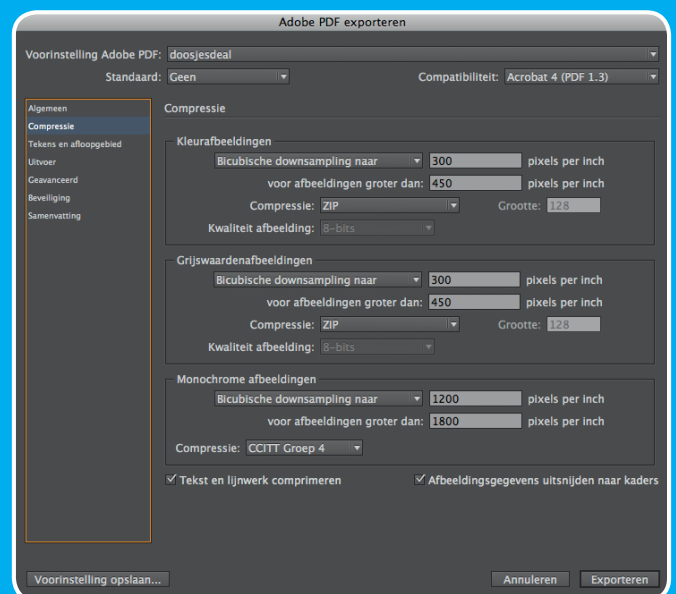 Adobe PDF exporteren
Voorinstelling Adobe PDF: doosjesdeal
Standaard: Geen Compatibiliteit: Acrobat 4 (PDF 1.3)
Algemeen
Compressie
Tekens en afloopgebied
Uitvoer
Geavanceerd
Beveiliging
Samenvatting
Compressie
Kleurafbeeldingen
Bicubische downsampling naar 300 pixels per inch
voor afbeeldingen groter dan: 450 pixels per inch
Compressie: ZIP Grootte: 128
Kwaliteit afbeelding: 8-bits
Grijswaardenafbeeldingen
Bicubische downsampling naar 300 pixels per inch
voor afbeeldingen groter dan: 450 pixels per inch
Compressie: ZIP Grootte: 128
Kwaliteit afbeelding: 8-bits
Monochrome afbeeldingen
Bicubische downsampling naar 1200 pixels per inch
voor afbeeldingen groter dan: 1800 pixels per inch
Compressie: CCITT Groep 4
Tekst en lijnwerk comprimeren Afbeeldingsgegevens uitsnijden naar kaders
Voorinstelling opslaan... Annuleren Exporteren